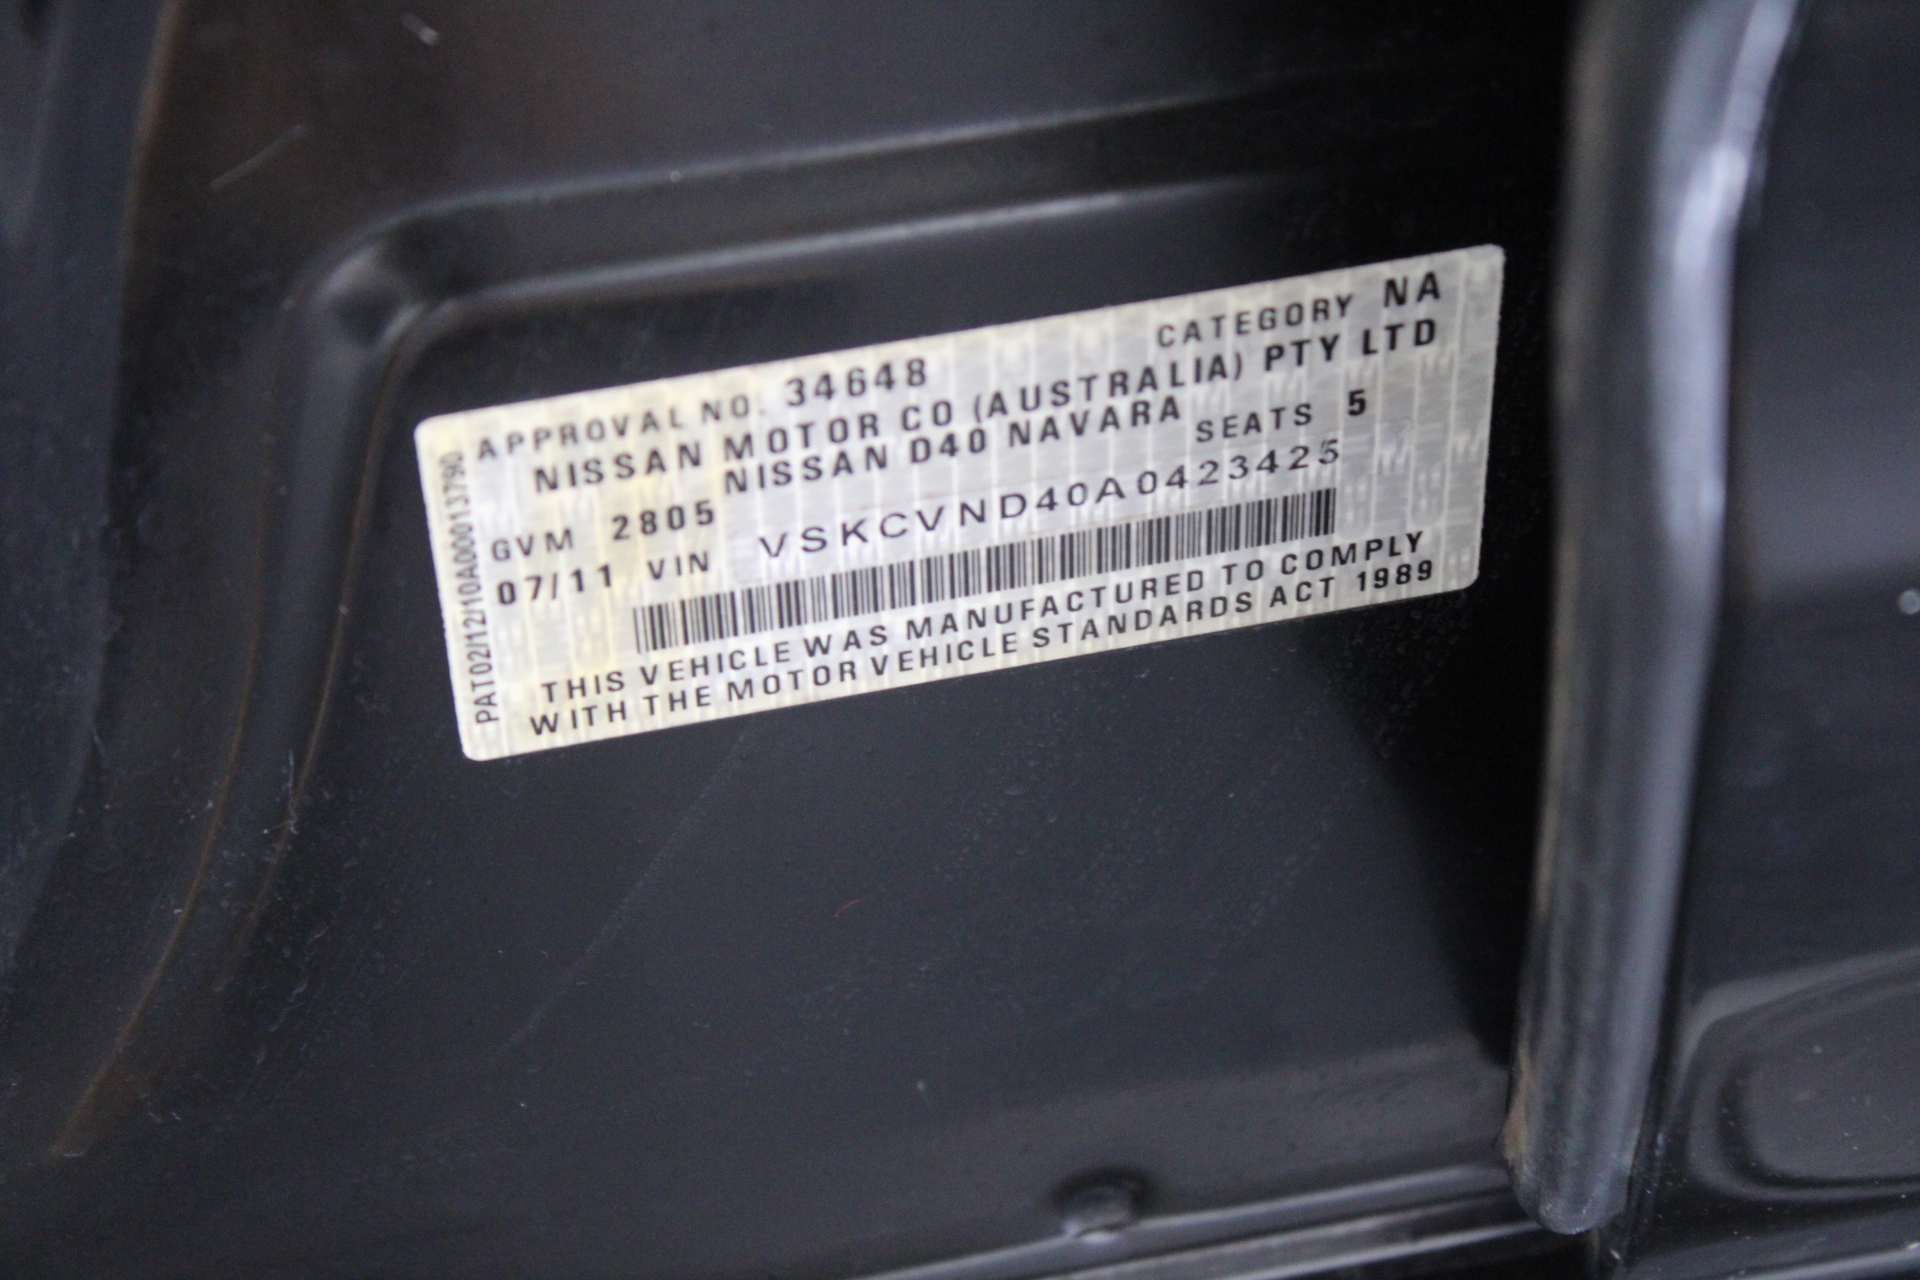 APPROVAL NO. 34648 CATEGORY NA
NISSAN MOTOR CO (AUSTRALIA) PTY LTD
NISSAN D40 NAVARA
GVM 2805 SEATS 5
07/11 VIN VSKCVND40A0423425
THIS VEHICLE WAS MANUFACTURED TO COMPLY
WITH THE MOTOR VEHICLE STANDARDS ACT 1989
PAT02/12/10A000013790